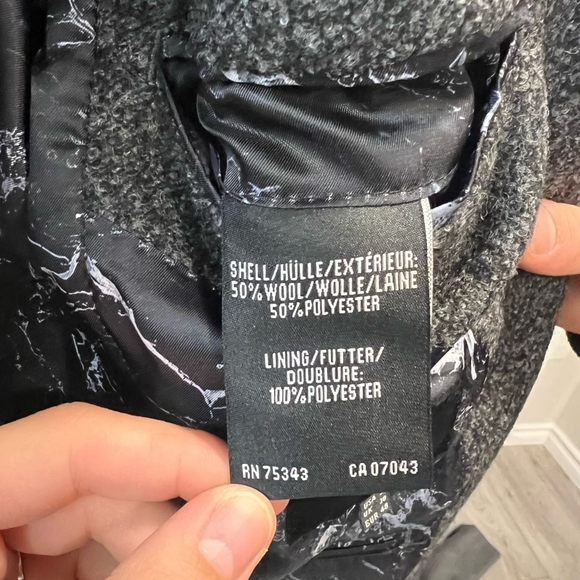 SHELL/HÜLLE/EXTÉRIEUR:
50% WOOL/WOLLE/LAINE
50% POLYESTER
LINING/FUTTER/
DOUBLURE:
100% POLYESTER
RN 75343 CA 07043